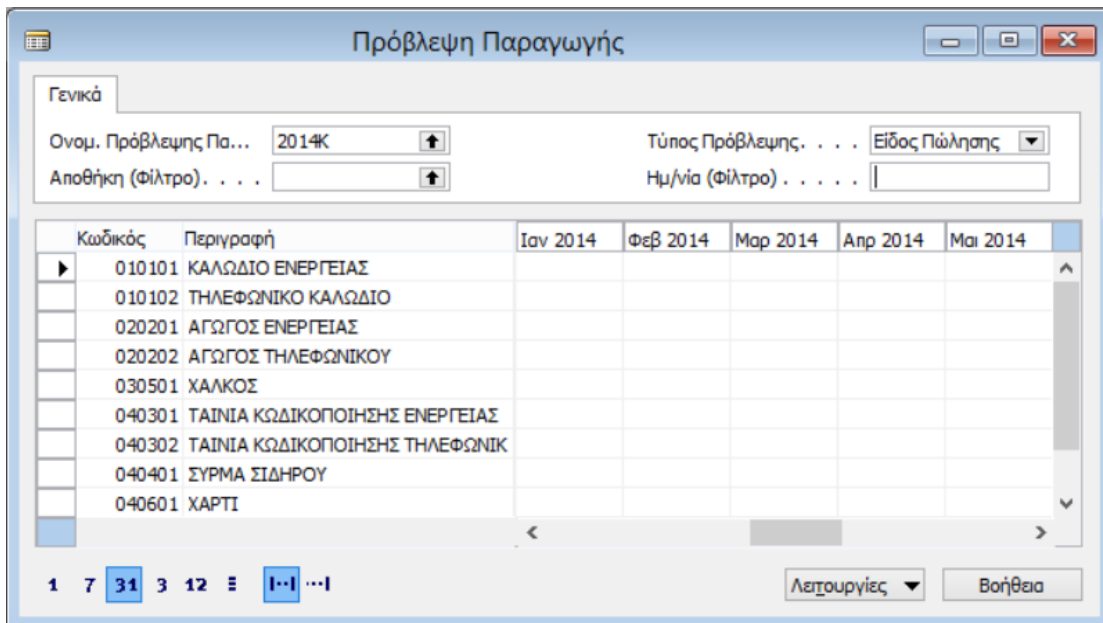 Πρόβλεψη Παραγωγής
Γενικά
Ονομ. Πρόβλεψης Πα... 2014Κ Τύπος Πρόβλεψης. . . . Είδος Πώλησης
Αποθήκη (Φίλτρο). . . . Ημ/νία (Φίλτρο) . . . . .
Κωδικός Περιγραφή Ιαν 2014 Φεβ 2014 Μαρ 2014 Απρ 2014 Μαι 2014
010101 ΚΑΛΩΔΙΟ ΕΝΕΡΓΕΙΑΣ
010102 ΤΗΛΕΦΩΝΙΚΟ ΚΑΛΩΔΙΟ
020201 ΑΓΩΓΟΣ ΕΝΕΡΓΕΙΑΣ
020202 ΑΓΩΓΟΣ ΤΗΛΕΦΩΝΙΚΟΥ
030501 ΧΑΛΚΟΣ
040301 ΤΑΙΝΙΑ ΚΩΔΙΚΟΠΟΙΗΣΗΣ ΕΝΕΡΓΕΙΑΣ
040302 ΤΑΙΝΙΑ ΚΩΔΙΚΟΠΟΙΗΣΗΣ ΤΗΛΕΦΩΝΙΚ
040401 ΣΥΡΜΑ ΣΙΔΗΡΟΥ
040601 ΧΑΡΤΙ
1 7 31 3 12 Λειτουργίες Βοήθεια